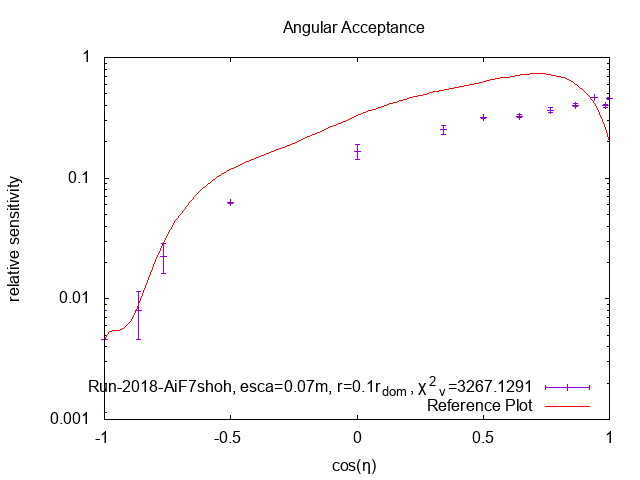 Angular Acceptance
1
0.1
0.01
0.001
relative sensitivity
Run-2018-AiF7shoh, esca=0.07m, r=0.1r_dom, χ²_v=3267.1291
Reference Plot
-1 -0.5 0 0.5 1
cos(η)